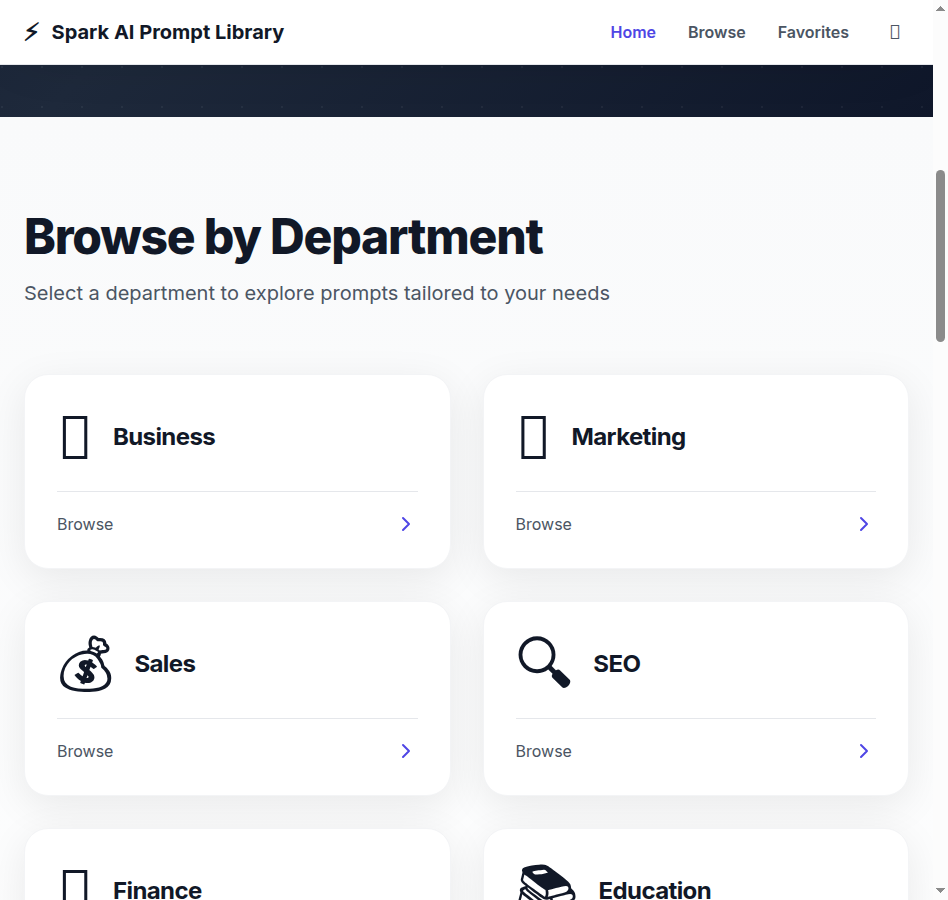 Spark AI Prompt Library
Home Browse Favorites
Browse by Department
Select a department to explore prompts tailored to your needs
Business
Marketing
Browse
Browse
Sales
SEO
Browse
Browse
Finance
Education